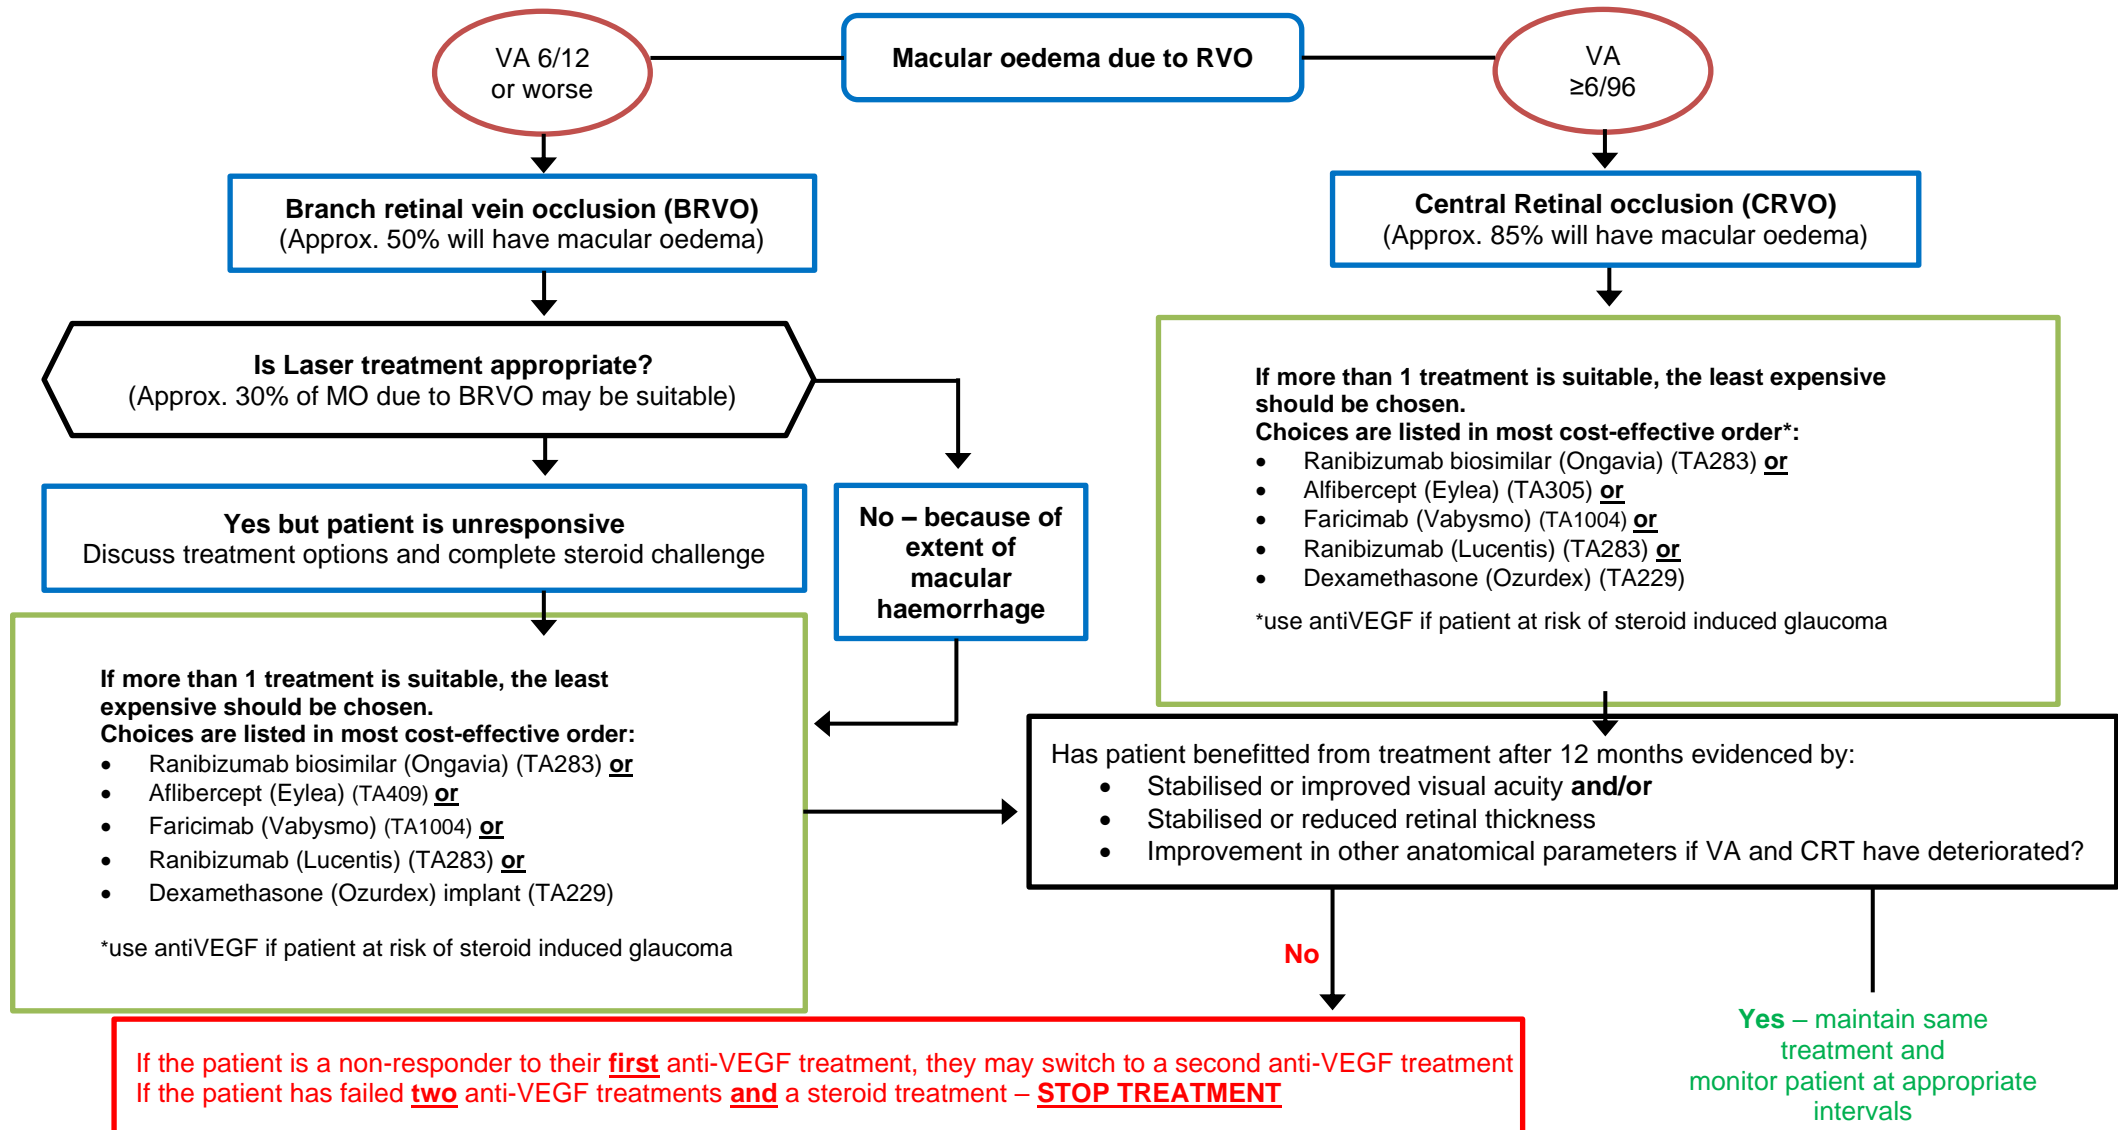 VA 6/12
or worse
Macular oedema due to RVO
VA
≥6/96
Branch retinal vein occlusion (BRVO)
(Approx. 50% will have macular oedema)
Central Retinal occlusion (CRVO)
(Approx. 85% will have macular oedema)
Is Laser treatment appropriate?
(Approx. 30% of MO due to BRVO may be suitable)
Yes but patient is unresponsive
Discuss treatment options and complete steroid challenge
No – because of
extent of
macular
haemorrhage
If more than 1 treatment is suitable, the least expensive
should be chosen.
Choices are listed in most cost-effective order*:
• Ranibizumab biosimilar (Ongavia) (TA283) or
• Alfibercept (Eylea) (TA305) or
• Faricimab (Vabysmo) (TA1004) or
• Ranibizumab (Lucentis) (TA283) or
• Dexamethasone (Ozurdex) (TA229)
*use antiVEGF if patient at risk of steroid induced glaucoma
If more than 1 treatment is suitable, the least
expensive should be chosen.
Choices are listed in most cost-effective order:
• Ranibizumab biosimilar (Ongavia) (TA283) or
• Aflibercept (Eylea) (TA409) or
• Faricimab (Vabysmo) (TA1004) or
• Ranibizumab (Lucentis) (TA283) or
• Dexamethasone (Ozurdex) implant (TA229)
*use antiVEGF if patient at risk of steroid induced glaucoma
Has patient benefitted from treatment after 12 months evidenced by:
• Stabilised or improved visual acuity and/or
• Stabilised or reduced retinal thickness
• Improvement in other anatomical parameters if VA and CRT have deteriorated?
No
If the patient is a non-responder to their first anti-VEGF treatment, they may switch to a second anti-VEGF treatment
If the patient has failed two anti-VEGF treatments and a steroid treatment – STOP TREATMENT
Yes – maintain same
treatment and
monitor patient at appropriate
intervals